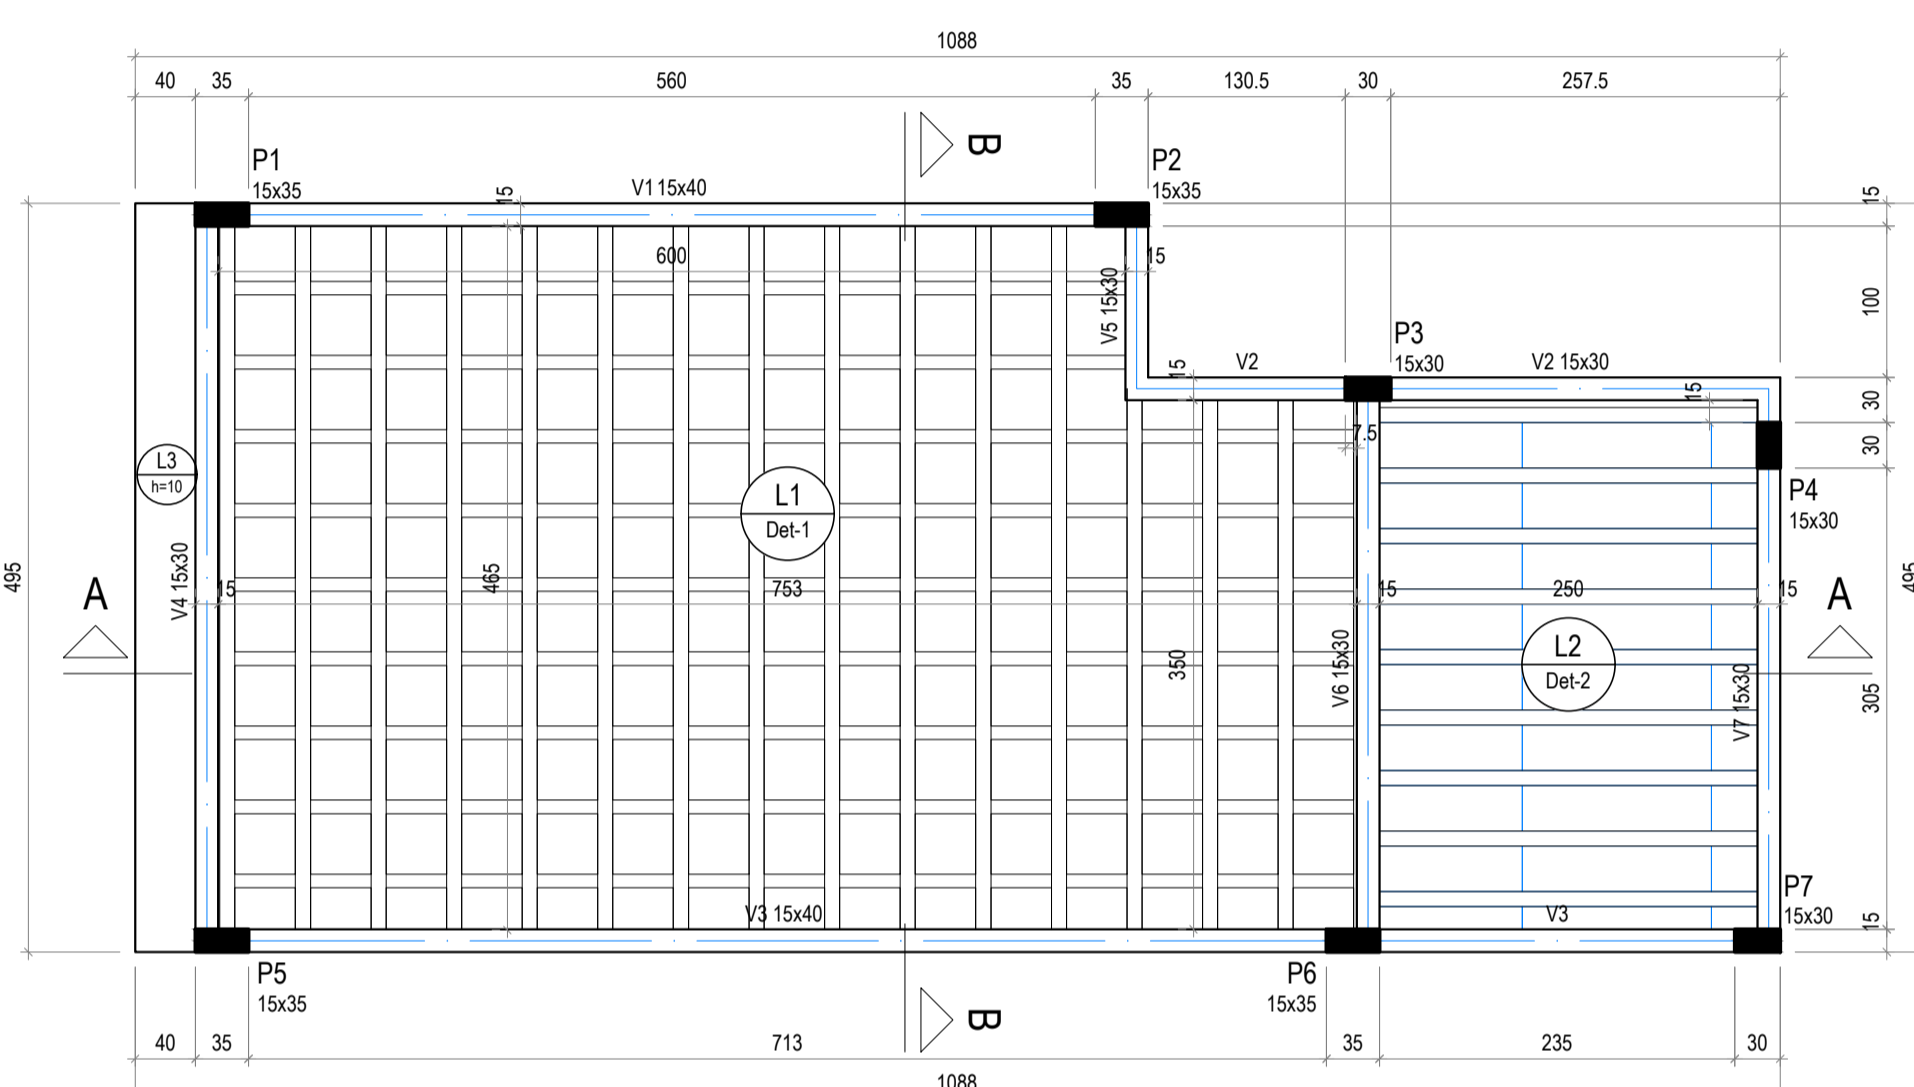 1088
40 35 560 35 130.5 30 257.5
B
P1
15x35
15
V1 15x40
P2
15x35
15
600
15
V5 15x30
100
P3
15x30
V2
V2 15x30
15
15
30
7.5
30
L3
h=10
L1
Det-1
P4
15x30
495
A
V4 15x30
15
465
753
15
250
15
A
495
350
V6 15x30
L2
Det-2
V7 15x30
305
V3 15x40
V3
P7
15x30
15
P5
15x35
P6
15x35
B
40 35 713 35 235 30
1088